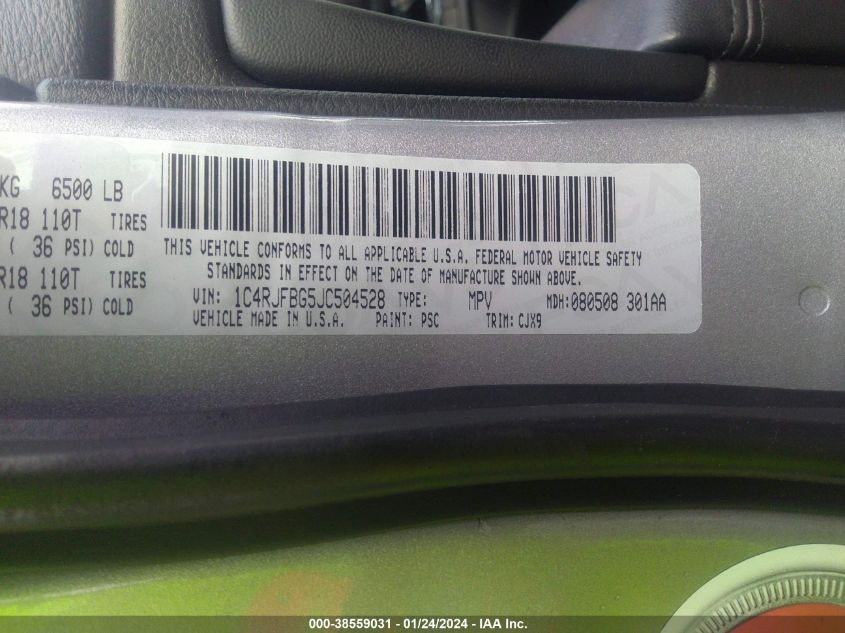 KG 6500 LB
R18 110T TIRES
( 36 PSI) COLD
R18 110T TIRES
( 36 PSI) COLD
THIS VEHICLE CONFORMS TO ALL APPLICABLE U.S.A. FEDERAL MOTOR VEHICLE SAFETY
STANDARDS IN EFFECT ON THE DATE OF MANUFACTURE SHOWN ABOVE.
VIN: 1C4RJFBG5JC504528 TYPE: MPV MDH: 080508 301AA
VEHICLE MADE IN U.S.A. PAINT: PSC TRIM: CJX9
000-38559031 - 01/24/2024 - IAA Inc.